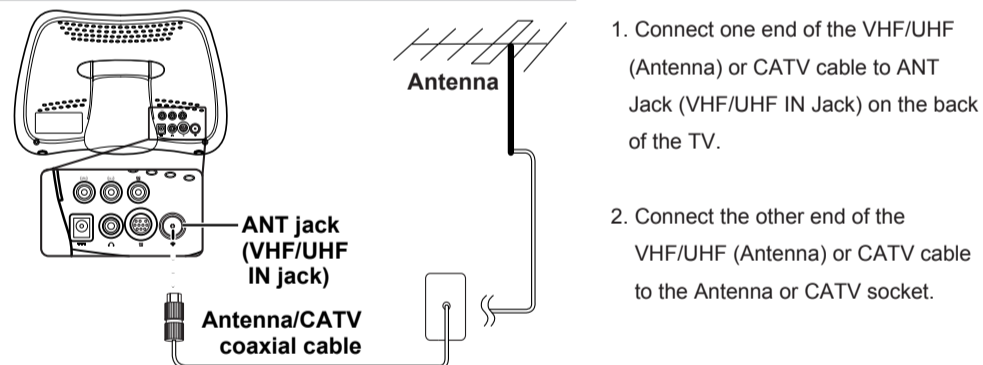 Antenna
ANT jack
(VHF/UHF
IN jack)
Antenna/CATV
coaxial cable
1. Connect one end of the VHF/UHF
(Antenna) or CATV cable to ANT
Jack (VHF/UHF IN Jack) on the back
of the TV.
2. Connect the other end of the
VHF/UHF (Antenna) or CATV cable
to the Antenna or CATV socket.